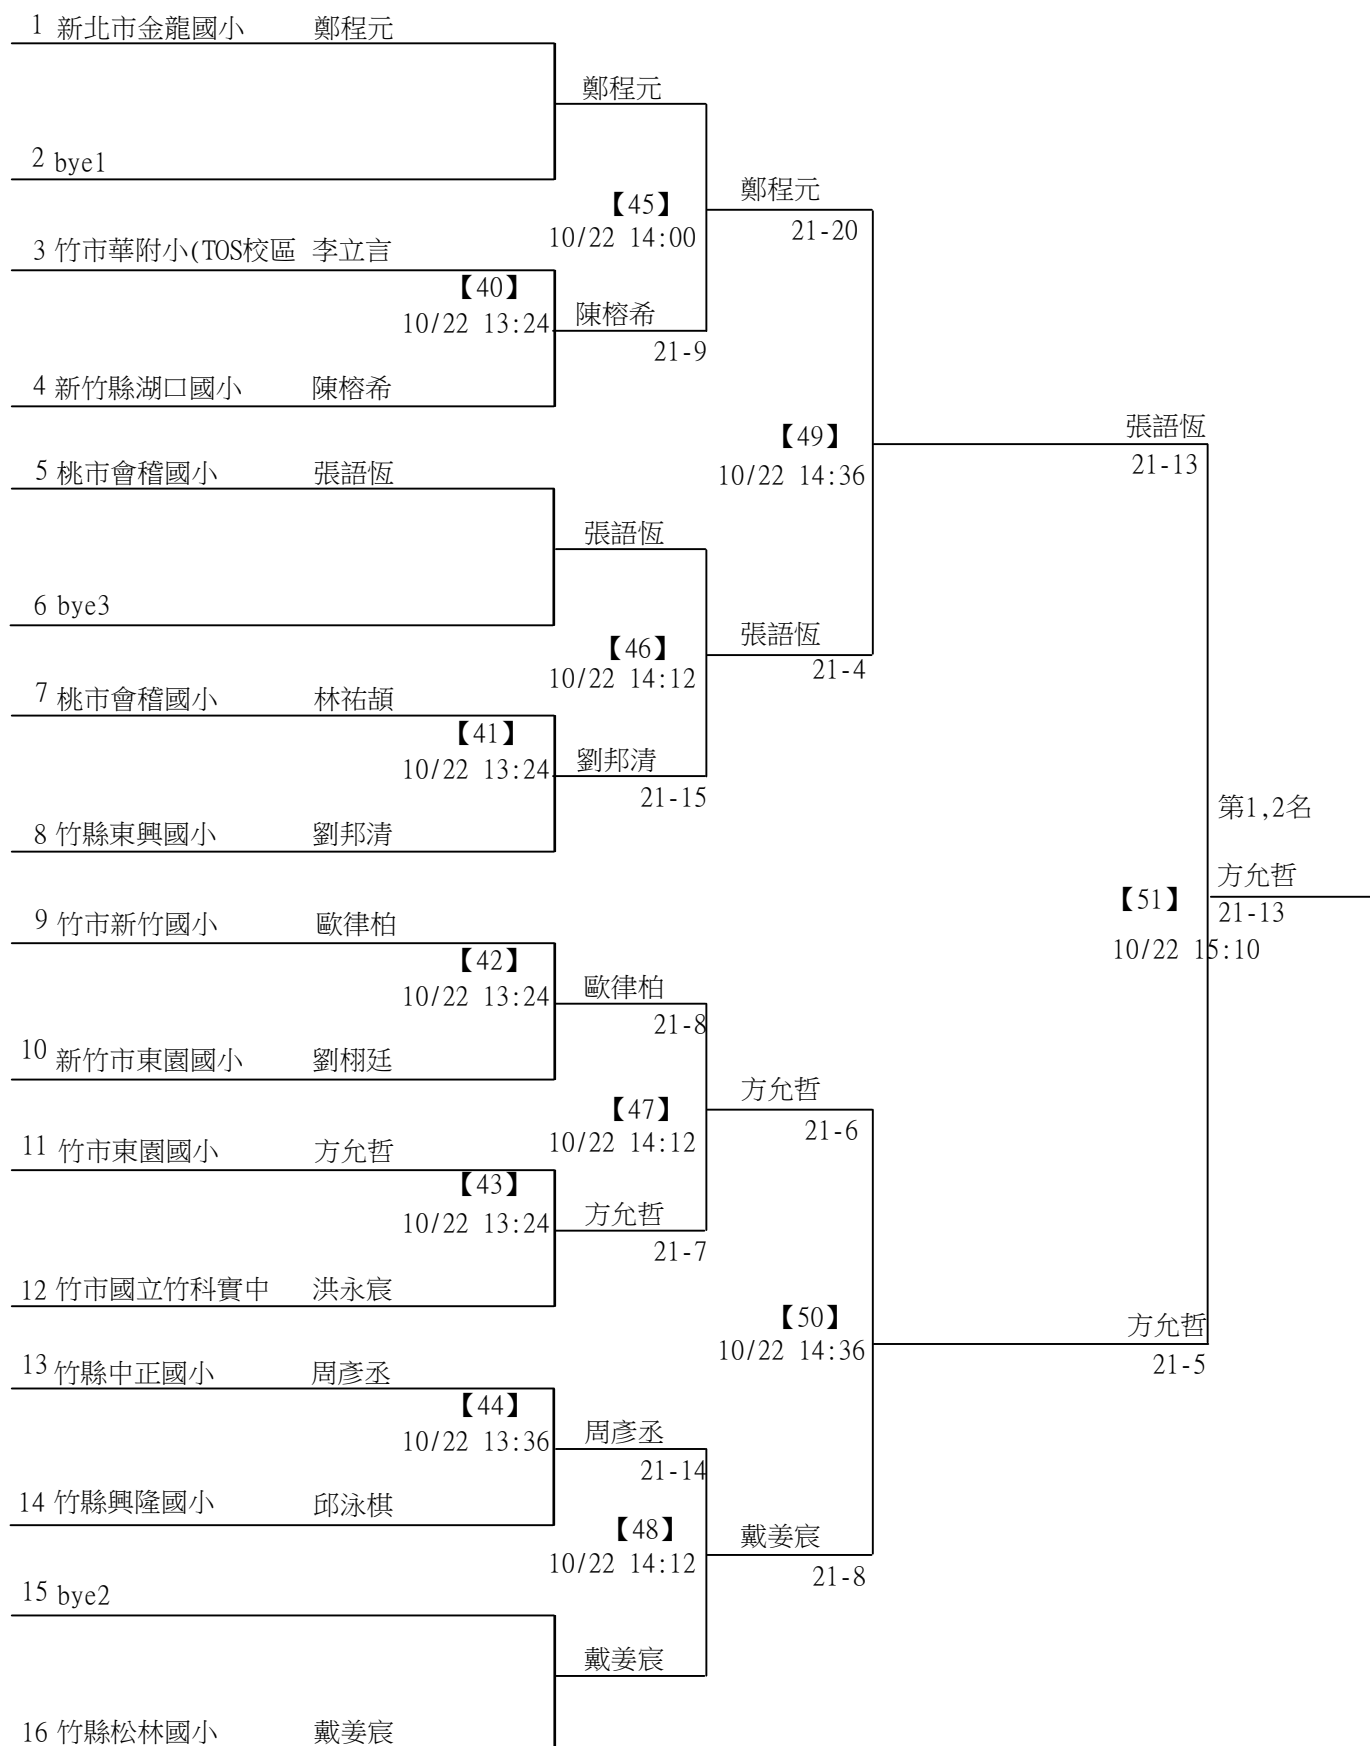 1 新北市金龍國小 鄭程元
鄭程元
2 bye1
鄭程元
【45】
21-20
10/22 14:00
3 竹市華附小(TOS校區 李立言
【40】
陳榕希
10/22 13:24
21-9
4 新竹縣湖口國小 陳榕希
張語恆
【49】
21-13
5 桃市會稽國小 張語恆
10/22 14:36
張語恆
6 bye3
張語恆
【46】
21-4
10/22 14:12
7 桃市會稽國小 林祐頡
【41】
劉邦清
10/22 13:24
21-15
第1,2名
8 竹縣東興國小 劉邦清
方允哲
【51】
21-13
9 竹市新竹國小 歐律柏
10/22 15:10
【42】
歐律柏
10/22 13:24
21-8
10 新竹市東園國小 劉栩廷
方允哲
【47】
21-6
10/22 14:12
11 竹市東園國小 方允哲
【43】
方允哲
10/22 13:24
21-7
12 竹市國立竹科實中 洪永宸
【50】
方允哲
10/22 14:36
21-5
13 竹縣中正國小 周彥丞
【44】
周彥丞
10/22 13:36
21-14
14 竹縣興隆國小 邱泳棋
【48】
戴姜宸
10/22 14:12
21-8
15 bye2
戴姜宸
16 竹縣松林國小 戴姜宸